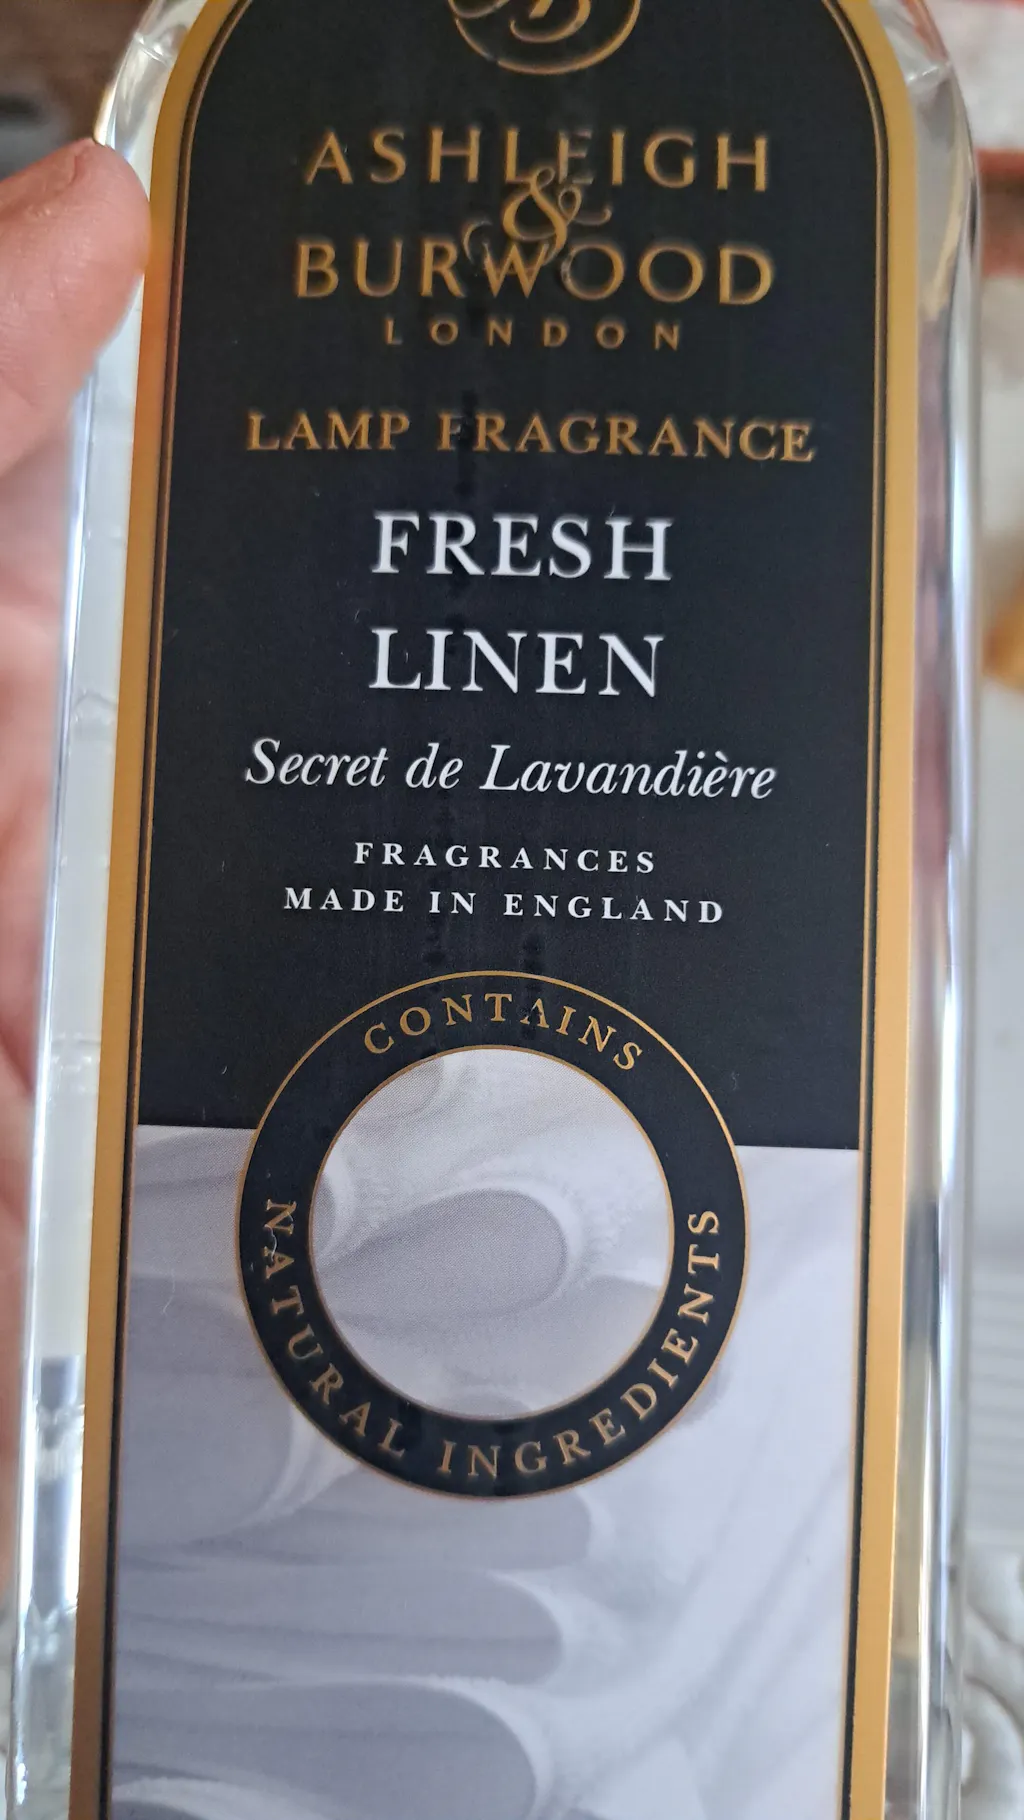 ASHLEIGH
&
BURWOOD
LONDON
LAMP FRAGRANCE
FRESH
LINEN
Secret de Lavandière
FRAGRANCES
MADE IN ENGLAND
CONTAINS
NATURAL INGREDIENTS